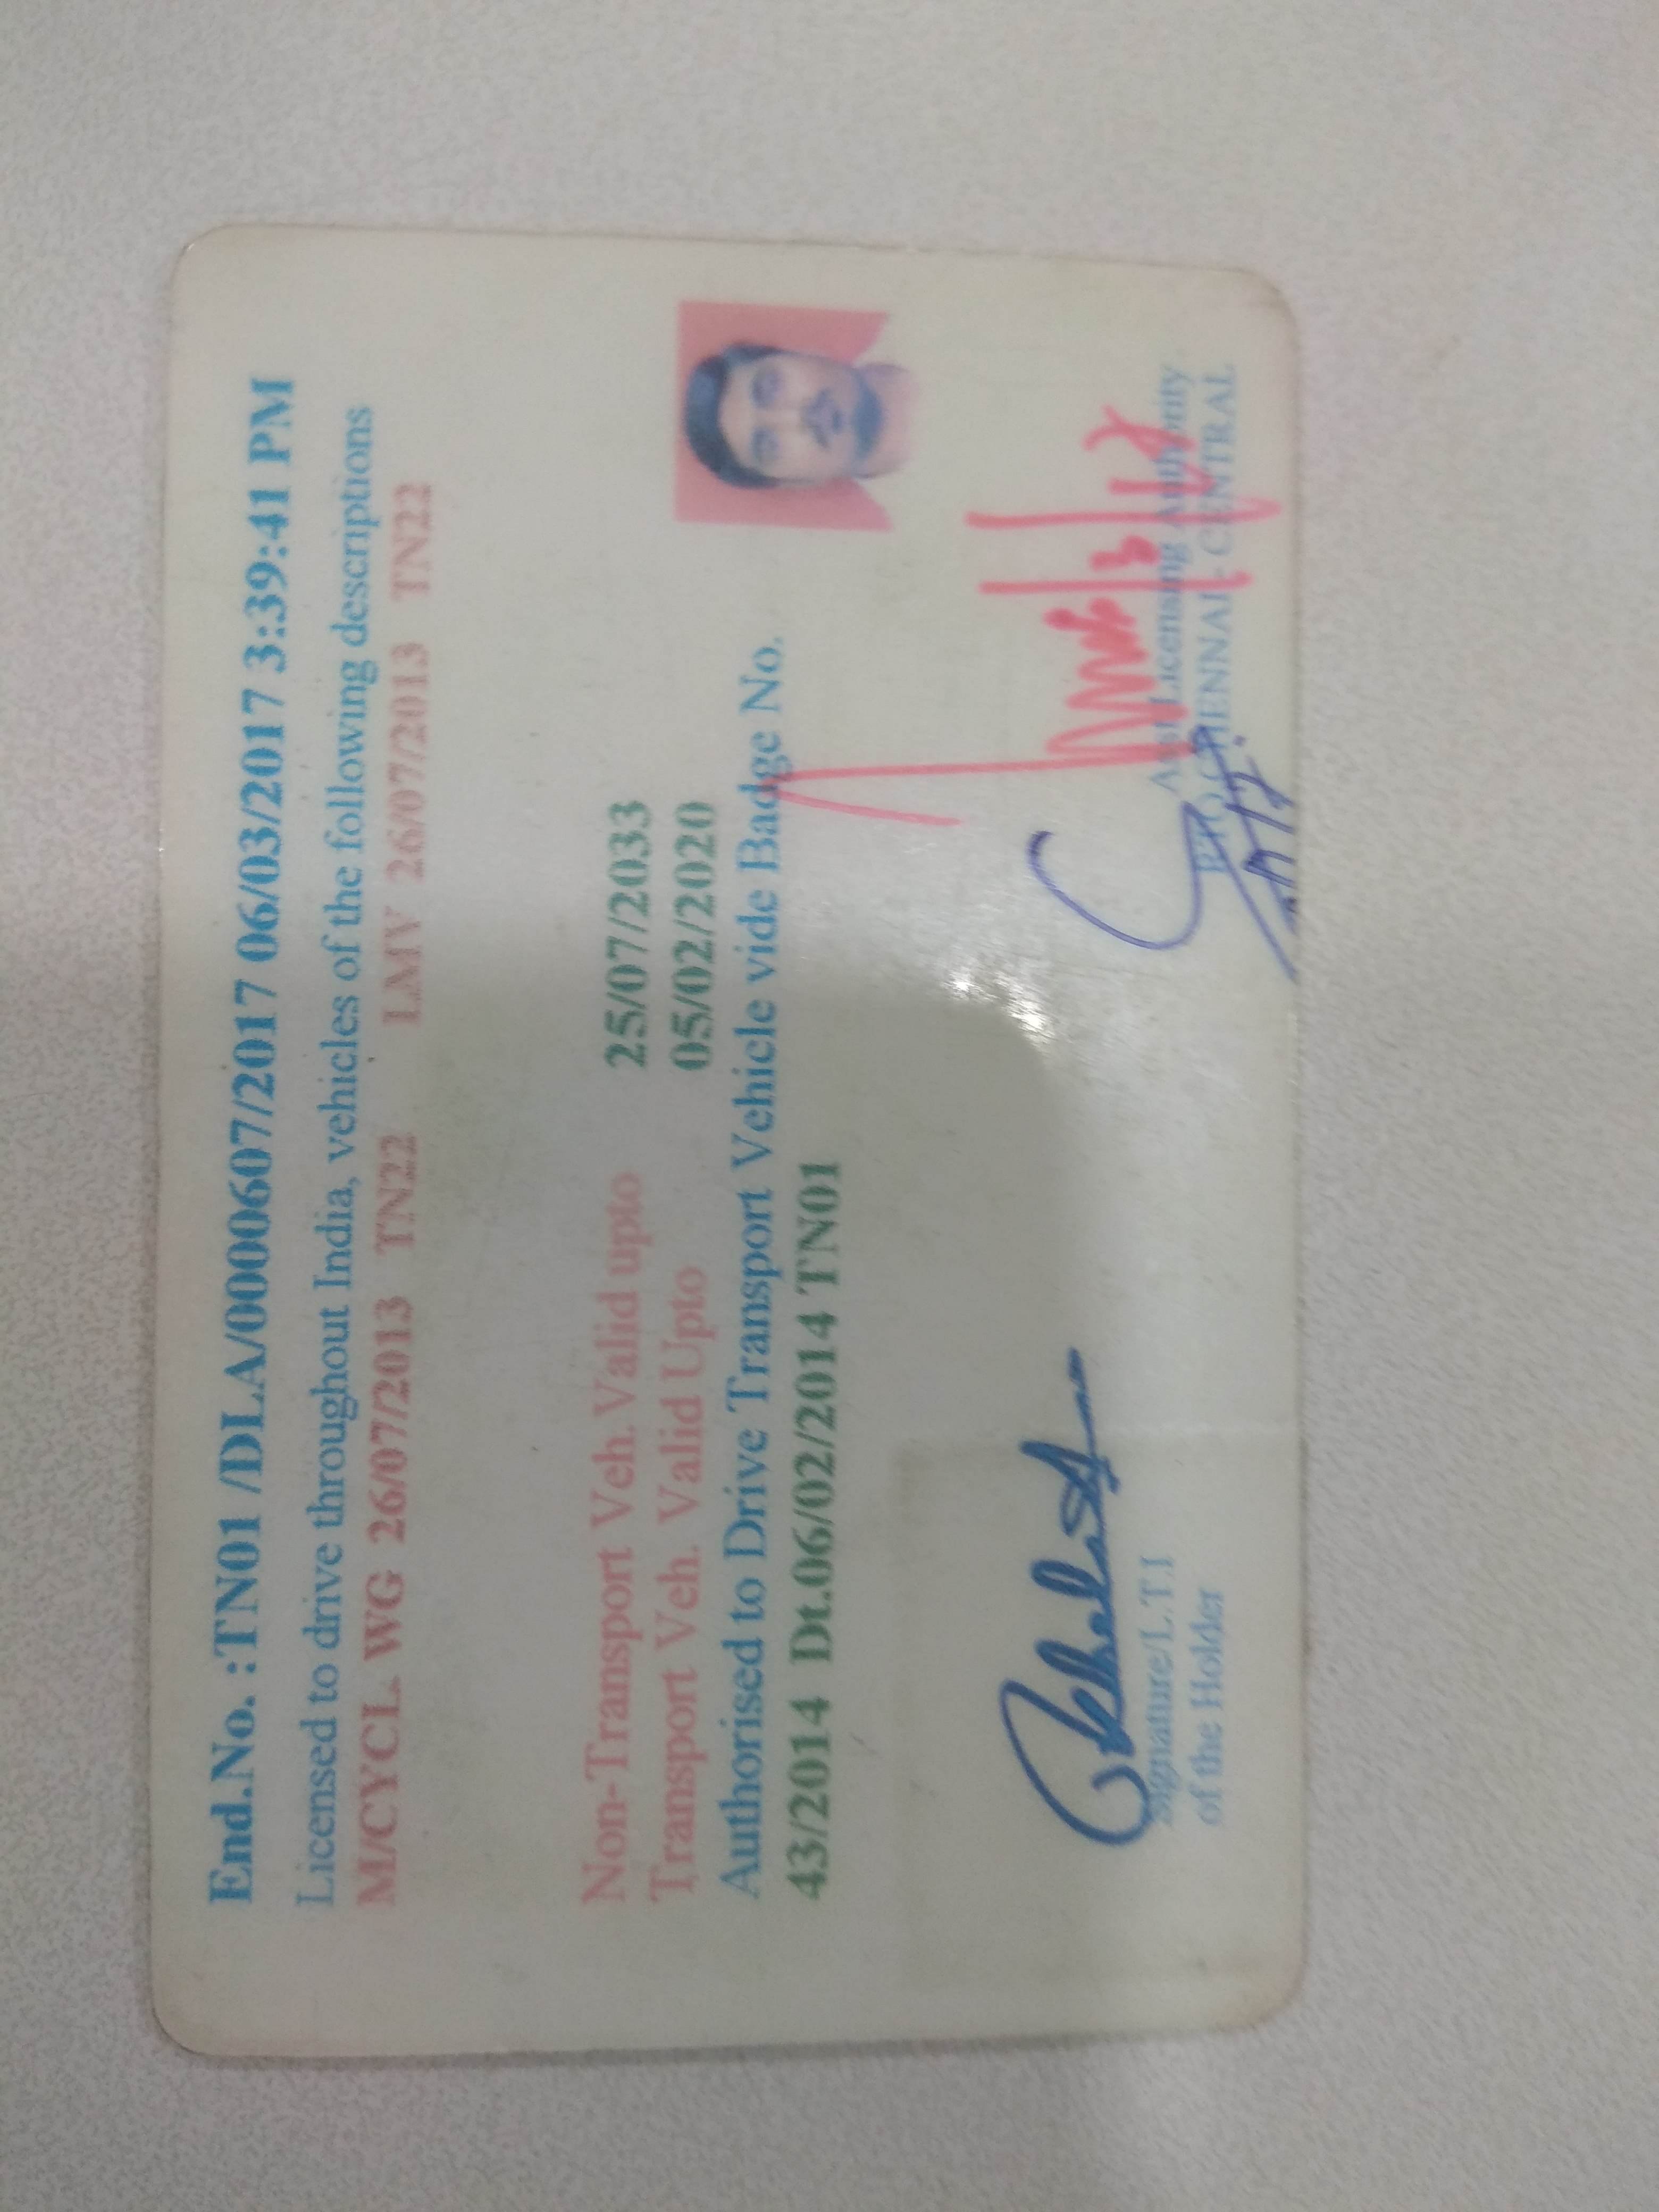 End.No. :TN01 /DLA/0000607/2017 06/03/2017 3:39:41 PM
Licensed to drive throughout India, vehicles of the following descriptions
M/CYCL. WG 26/07/2013 TN22 LMV 26/07/2013 TN22
Non-Transport Veh. Valid upto 25/07/2033
Transport Veh. Valid Upto 05/02/2020
Authorised to Drive Transport Vehicle vide Badge No.
43/2014 Dt.06/02/2014 TN01
Signature/L.T.I
of the Holder
Asst Licensing Authority
RTO CHENNAI - CENTRAL